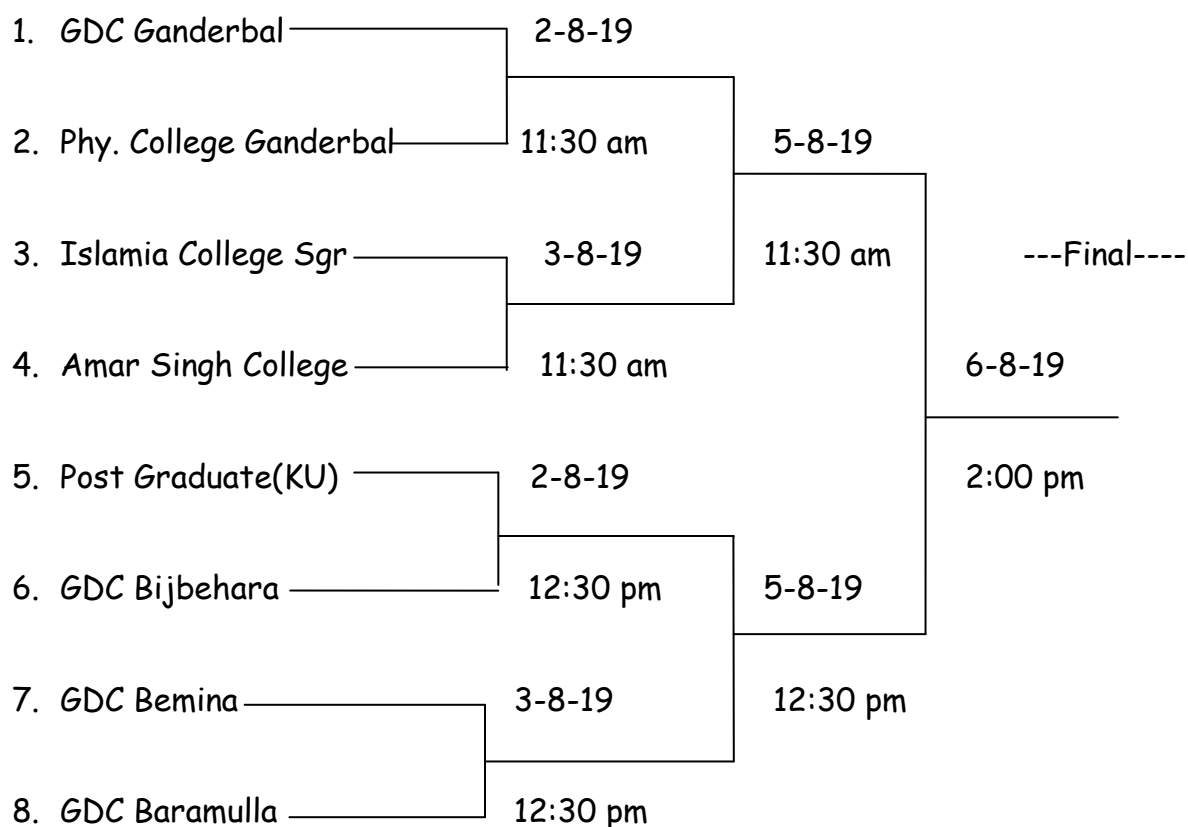 1. GDC Ganderbal 2-8-19
2. Phy. College Ganderbal 11:30 am 5-8-19
3. Islamia College Sgr 3-8-19 11:30 am ---Final----
4. Amar Singh College 11:30 am 6-8-19
5. Post Graduate(KU) 2-8-19 2:00 pm
6. GDC Bijbehara 12:30 pm 5-8-19
7. GDC Bemina 3-8-19 12:30 pm
8. GDC Baramulla 12:30 pm